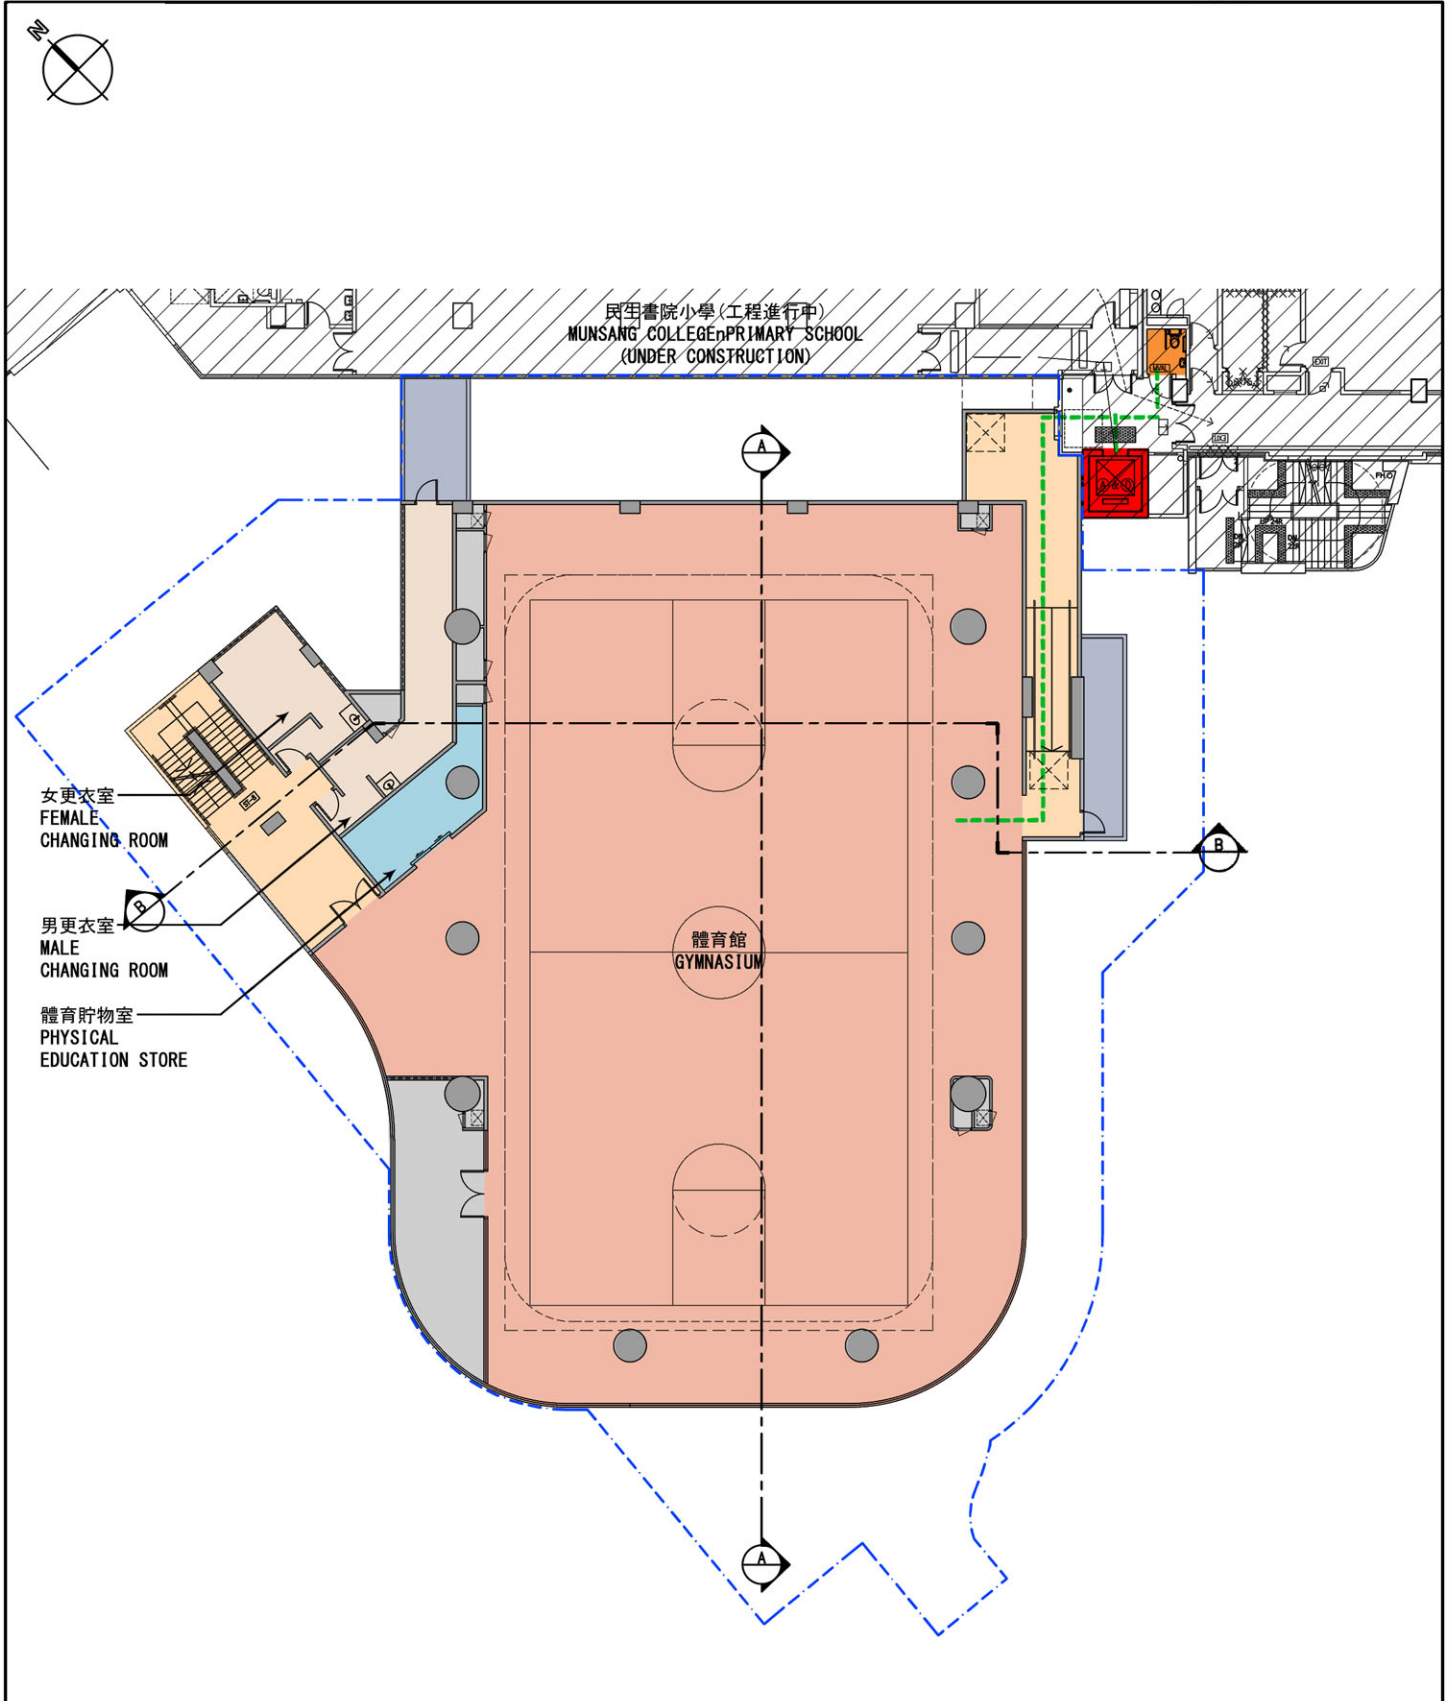 N
民生書院小學(工程進行中)
MUNSANG COLLEGEnPRIMARY SCHOOL
(UNDER CONSTRUCTION)
EXIT
A
女更衣室
FEMALE
CHANGING ROOM
B
B
男更衣室
MALE
CHANGING ROOM
體育館
GYMNASIUM
體育貯物室
PHYSICAL
EDUCATION STORE
A